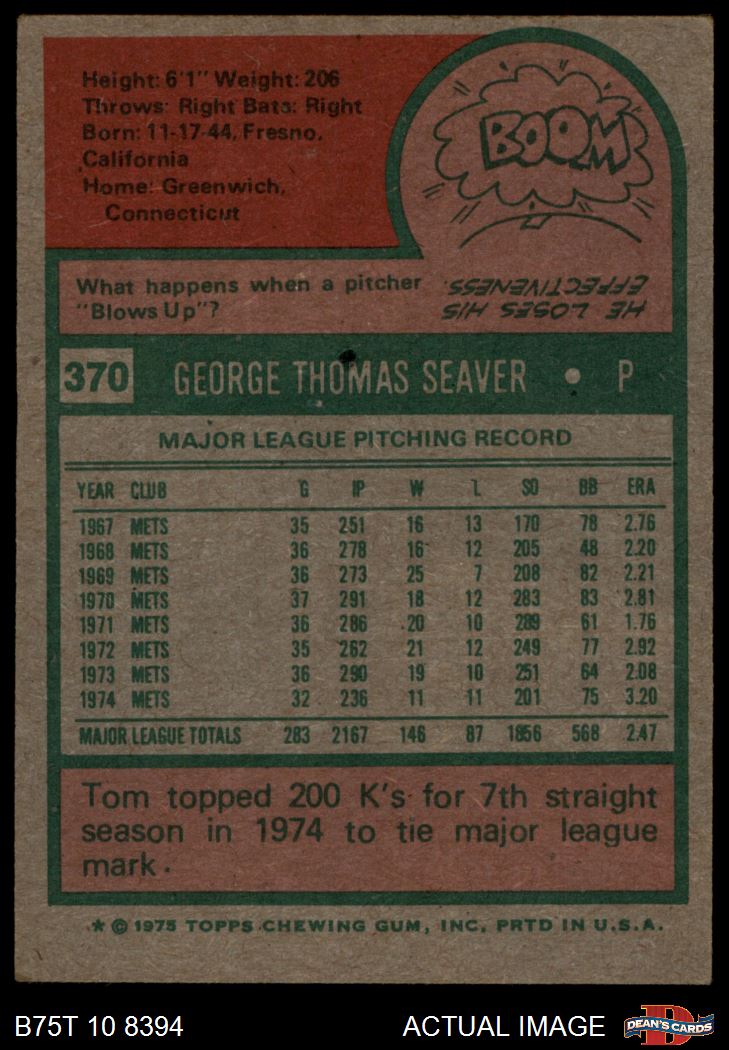 Height: 6'1" Weight: 206
Throws: Right Bats: Right
Born: 11-17-44, Fresno,
California
Home: Greenwich,
Connecticut
BOOM
What happens when a pitcher
"Blows Up"?
HE LOSES HIS
EFFECTIVENESS.
370 GEORGE THOMAS SEAVER • P
MAJOR LEAGUE PITCHING RECORD
YEAR CLUB G IP W L SO BB ERA
1967 METS 35 251 16 13 170 78 2.76
1968 METS 36 278 16 12 205 48 2.20
1969 METS 36 273 25 7 208 82 2.21
1970 METS 37 291 18 12 283 83 2.81
1971 METS 36 286 20 10 289 61 1.76
1972 METS 35 262 21 12 249 77 2.92
1973 METS 36 290 19 10 251 64 2.08
1974 METS 32 236 11 11 201 75 3.20
MAJOR LEAGUE TOTALS 283 2167 146 87 1856 568 2.47
Tom topped 200 K's for 7th straight
season in 1974 to tie major league
mark.
* © 1975 TOPPS CHEWING GUM, INC. PRTD IN U.S.A.
B75T 10 8394 ACTUAL IMAGE D DEAN'S CARDS